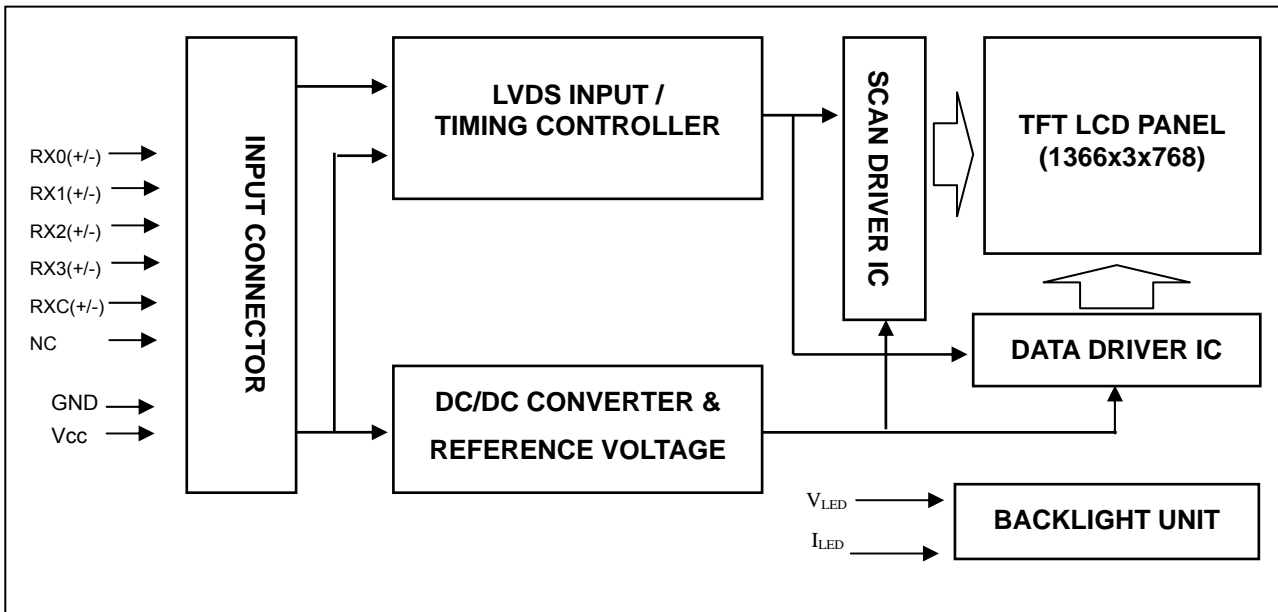 RX0(+/-)
RX1(+/-)
RX2(+/-)
RX3(+/-)
RXC(+/-)
NC
GND
Vcc
INPUT CONNECTOR
LVDS INPUT /
TIMING CONTROLLER
DC/DC CONVERTER &
REFERENCE VOLTAGE
SCAN DRIVER IC
TFT LCD PANEL
(1366x3x768)
DATA DRIVER IC
VLED
ILED
BACKLIGHT UNIT